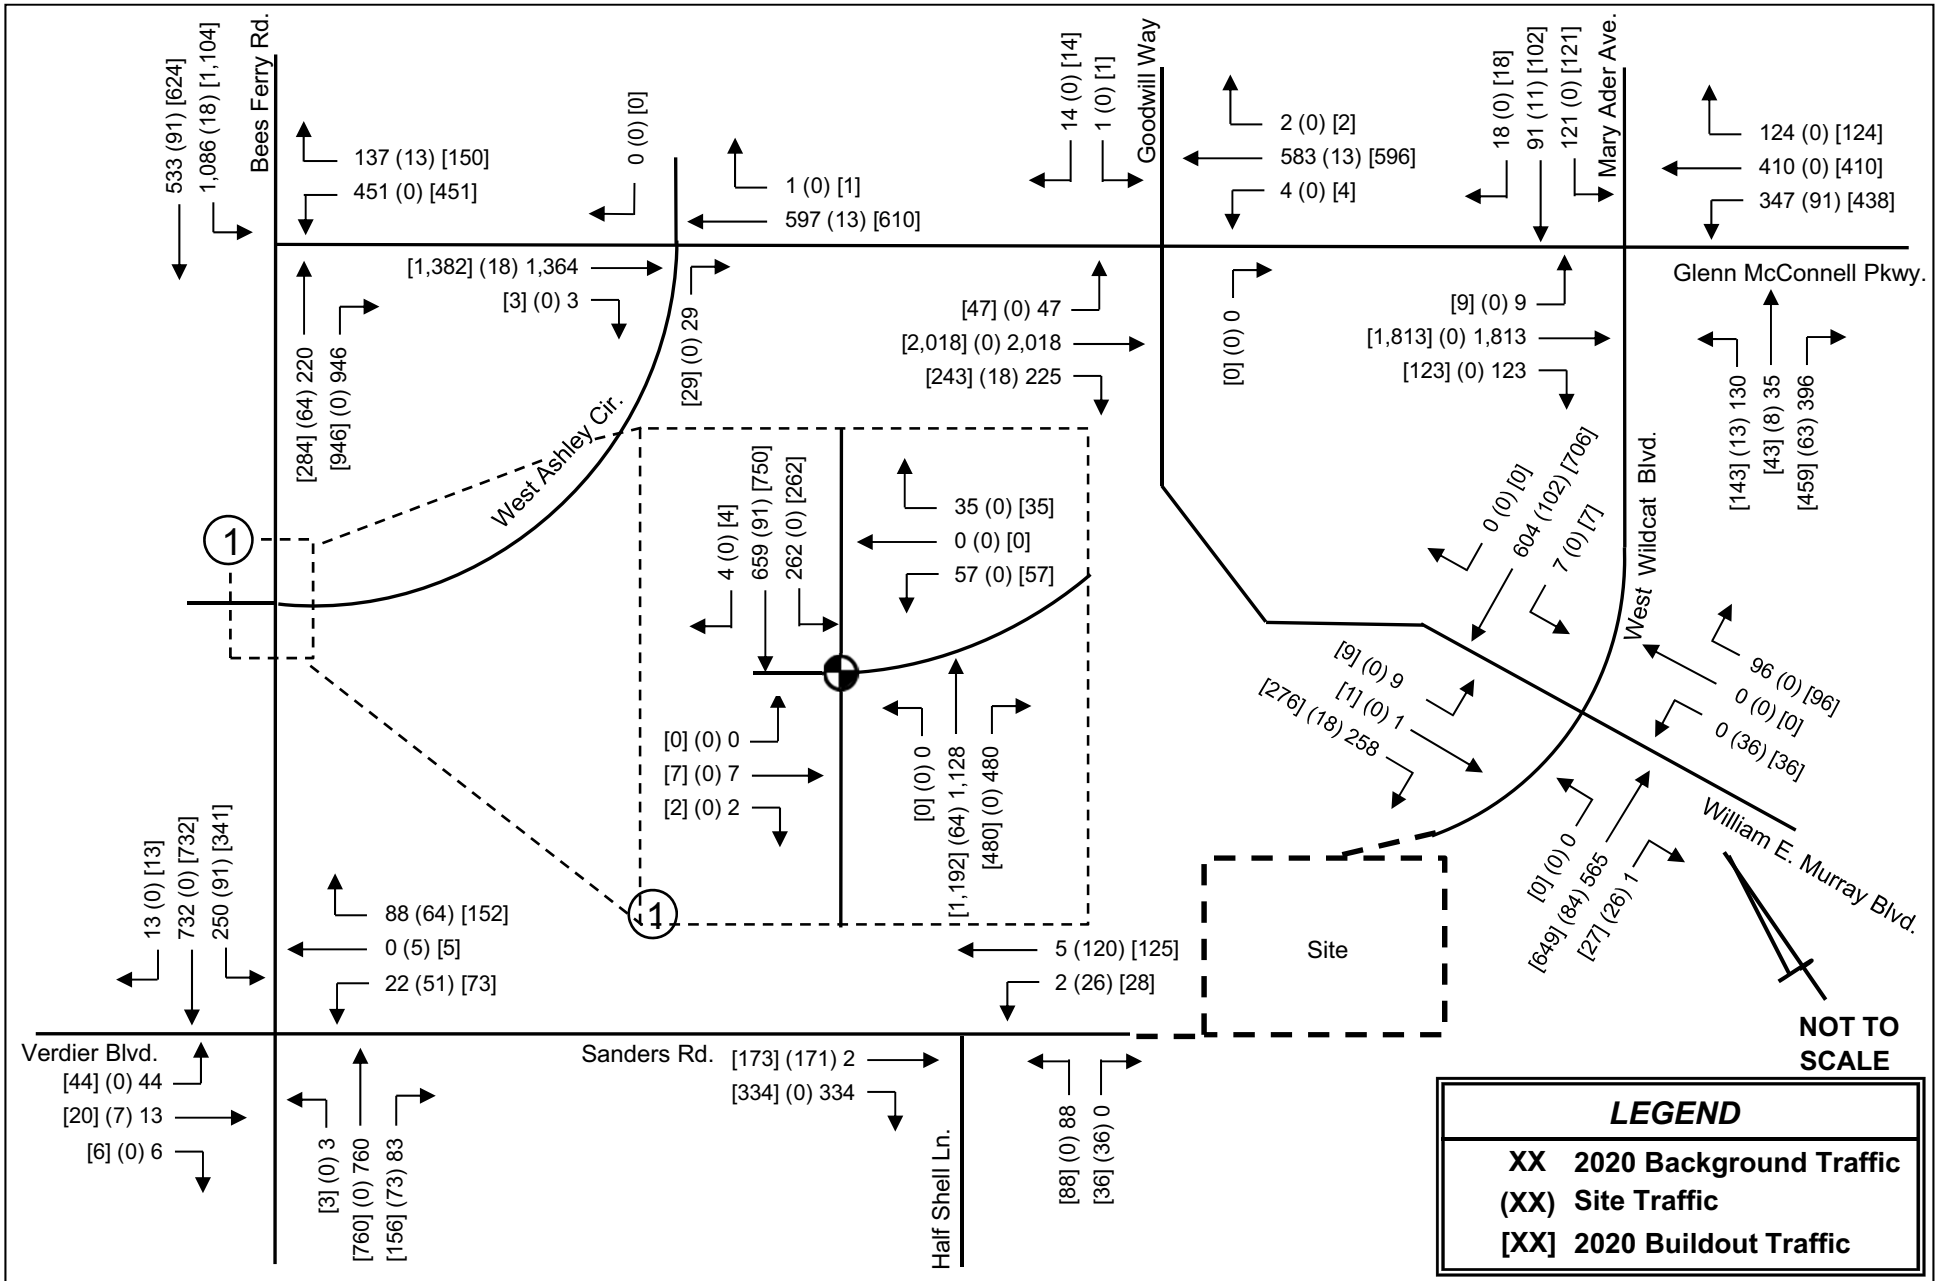 Bees Ferry Rd.
533 (91) [624]
1,086 (18) [1,104]
137 (13) [150]
451 (0) [451]
[284] (64) 220
[946] (0) 946
0 (0) [0]
1 (0) [1]
597 (13) [610]
[1,382] (18) 1,364
[3] (0) 3
[29] (0) 29
West Ashley Cir.
14 (0) [14]
1 (0) [1]
Goodwill Way
2 (0) [2]
583 (13) [596]
4 (0) [4]
[47] (0) 47
[2,018] (0) 2,018
[243] (18) 225
[0] (0) 0
18 (0) [18]
91 (11) [102]
121 (0) [121]
Mary Ader Ave.
124 (0) [124]
410 (0) [410]
347 (91) [438]
Glenn McConnell Pkwy.
[9] (0) 9
[1,813] (0) 1,813
[123] (0) 123
[143] (13) 130
[43] (8) 35
[459] (63) 396
1
4 (0) [4]
659 (91) [750]
262 (0) [262]
35 (0) [35]
0 (0) [0]
57 (0) [57]
[0] (0) 0
[7] (0) 7
[2] (0) 2
[0] (0) 0
[1,192] (64) 1,128
[480] (0) 480
1
0 (0) [0]
604 (102) [706]
7 (0) [7]
West Wildcat Blvd.
96 (0) [96]
0 (0) [0]
0 (36) [36]
[9] (0) 9
[1] (0) 1
[276] (18) 258
[0] (0) 0
[649] (84) 565
[27] (26) 1
William E. Murray Blvd.
13 (0) [13]
732 (0) [732]
250 (91) [341]
88 (64) [152]
0 (5) [5]
22 (51) [73]
Verdier Blvd.
[44] (0) 44
[20] (7) 13
[6] (0) 6
[3] (0) 3
[760] (0) 760
[156] (73) 83
Sanders Rd.
5 (120) [125]
2 (26) [28]
[173] (171) 2
[334] (0) 334
Half Shell Ln.
[88] (0) 88
[36] (36) 0
Site
NOT TO
SCALE
LEGEND
XX 2020 Background Traffic
(XX) Site Traffic
[XX] 2020 Buildout Traffic